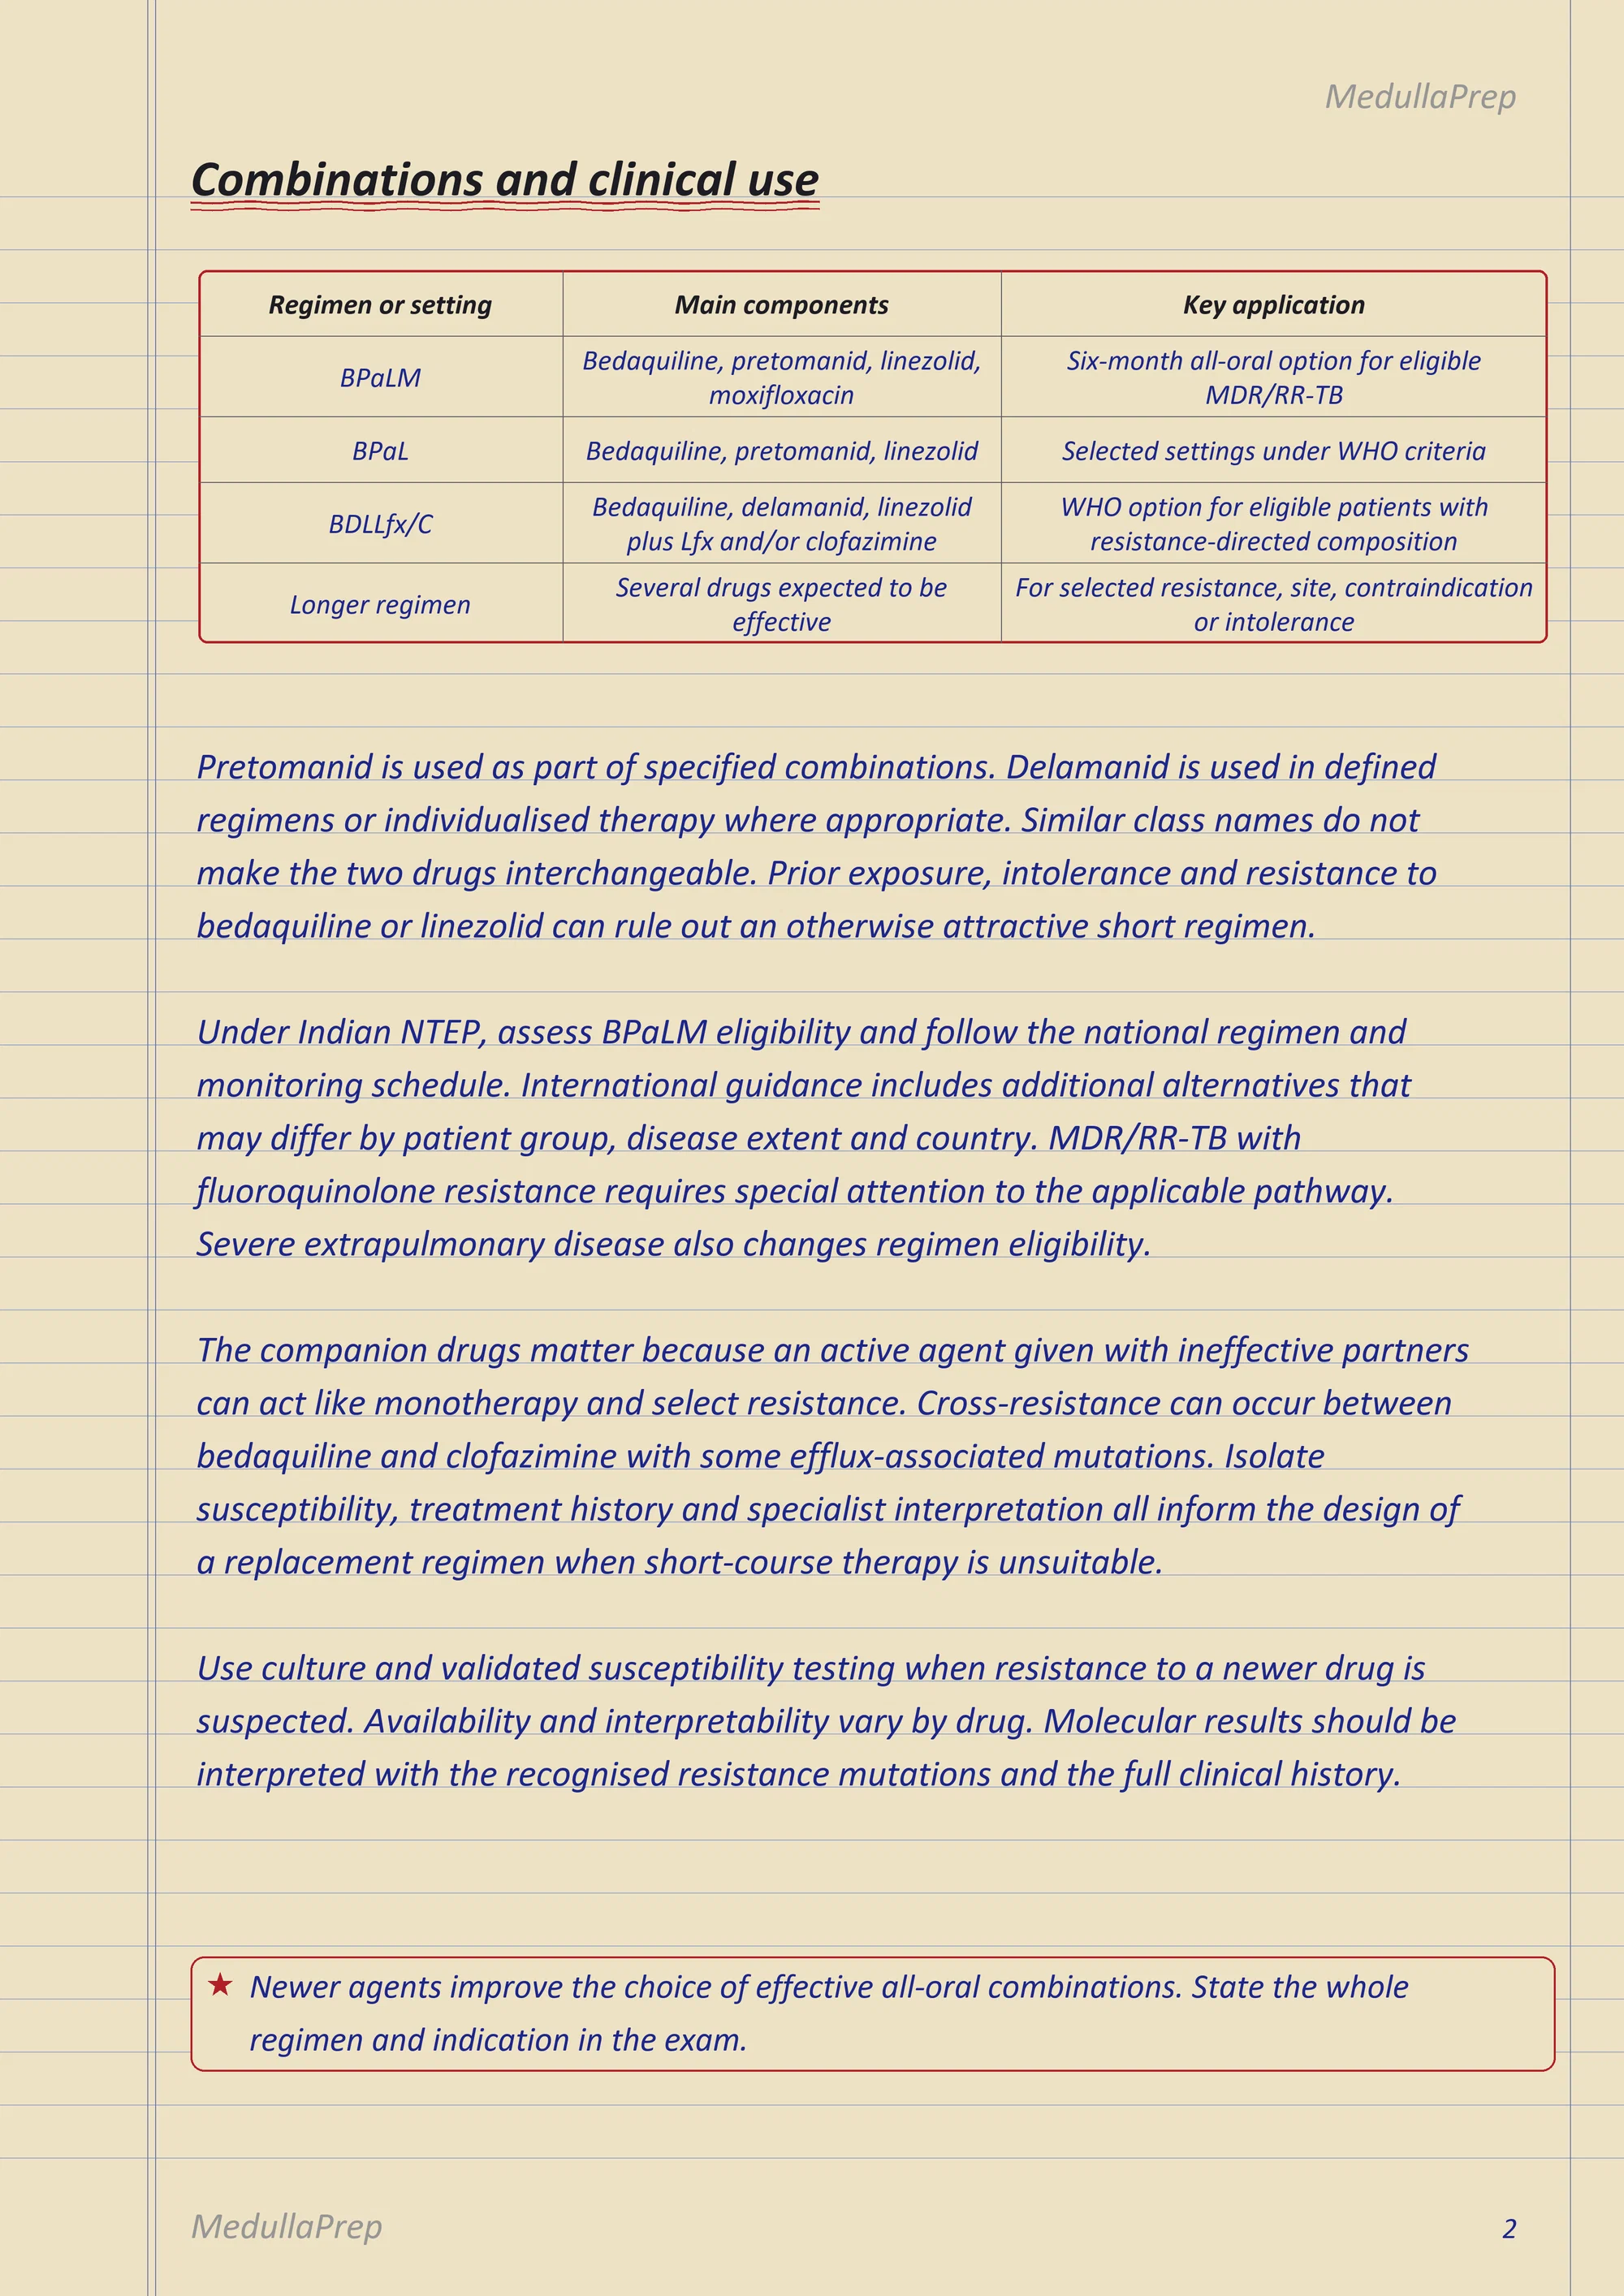 MedullaPrep
Combinations and clinical use
Regimen or setting Main components Key application
BPaLM Bedaquiline, pretomanid, linezolid, moxifloxacin Six-month all-oral option for eligible MDR/RR-TB
BPaL Bedaquiline, pretomanid, linezolid Selected settings under WHO criteria
BDLLfx/C Bedaquiline, delamanid, linezolid plus Lfx and/or clofazimine WHO option for eligible patients with resistance-directed composition
Longer regimen Several drugs expected to be effective For selected resistance, site, contraindication or intolerance
Pretomanid is used as part of specified combinations. Delamanid is used in defined
regimens or individualised therapy where appropriate. Similar class names do not
make the two drugs interchangeable. Prior exposure, intolerance and resistance to
bedaquiline or linezolid can rule out an otherwise attractive short regimen.
Under Indian NTEP, assess BPaLM eligibility and follow the national regimen and
monitoring schedule. International guidance includes additional alternatives that
may differ by patient group, disease extent and country. MDR/RR-TB with
fluoroquinolone resistance requires special attention to the applicable pathway.
Severe extrapulmonary disease also changes regimen eligibility.
The companion drugs matter because an active agent given with ineffective partners
can act like monotherapy and select resistance. Cross-resistance can occur between
bedaquiline and clofazimine with some efflux-associated mutations. Isolate
susceptibility, treatment history and specialist interpretation all inform the design of
a replacement regimen when short-course therapy is unsuitable.
Use culture and validated susceptibility testing when resistance to a newer drug is
suspected. Availability and interpretability vary by drug. Molecular results should be
interpreted with the recognised resistance mutations and the full clinical history.
★ Newer agents improve the choice of effective all-oral combinations. State the whole
regimen and indication in the exam.
MedullaPrep 2